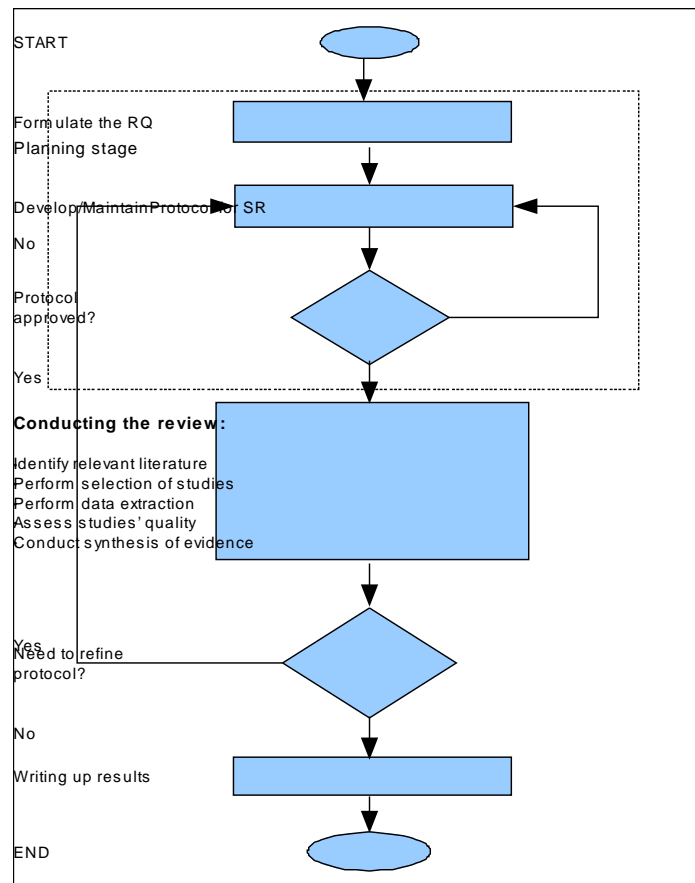 START
Formulate the RQ
Planning stage
Develop/Maintain Protocol for SR
No
Protocol
approved?
Yes
Conducting the review:
Identify relevant literature
Perform selection of studies
Perform data extraction
Assess studies' quality
Conduct synthesis of evidence
Yes
Need to refine
protocol?
No
Writing up results
END